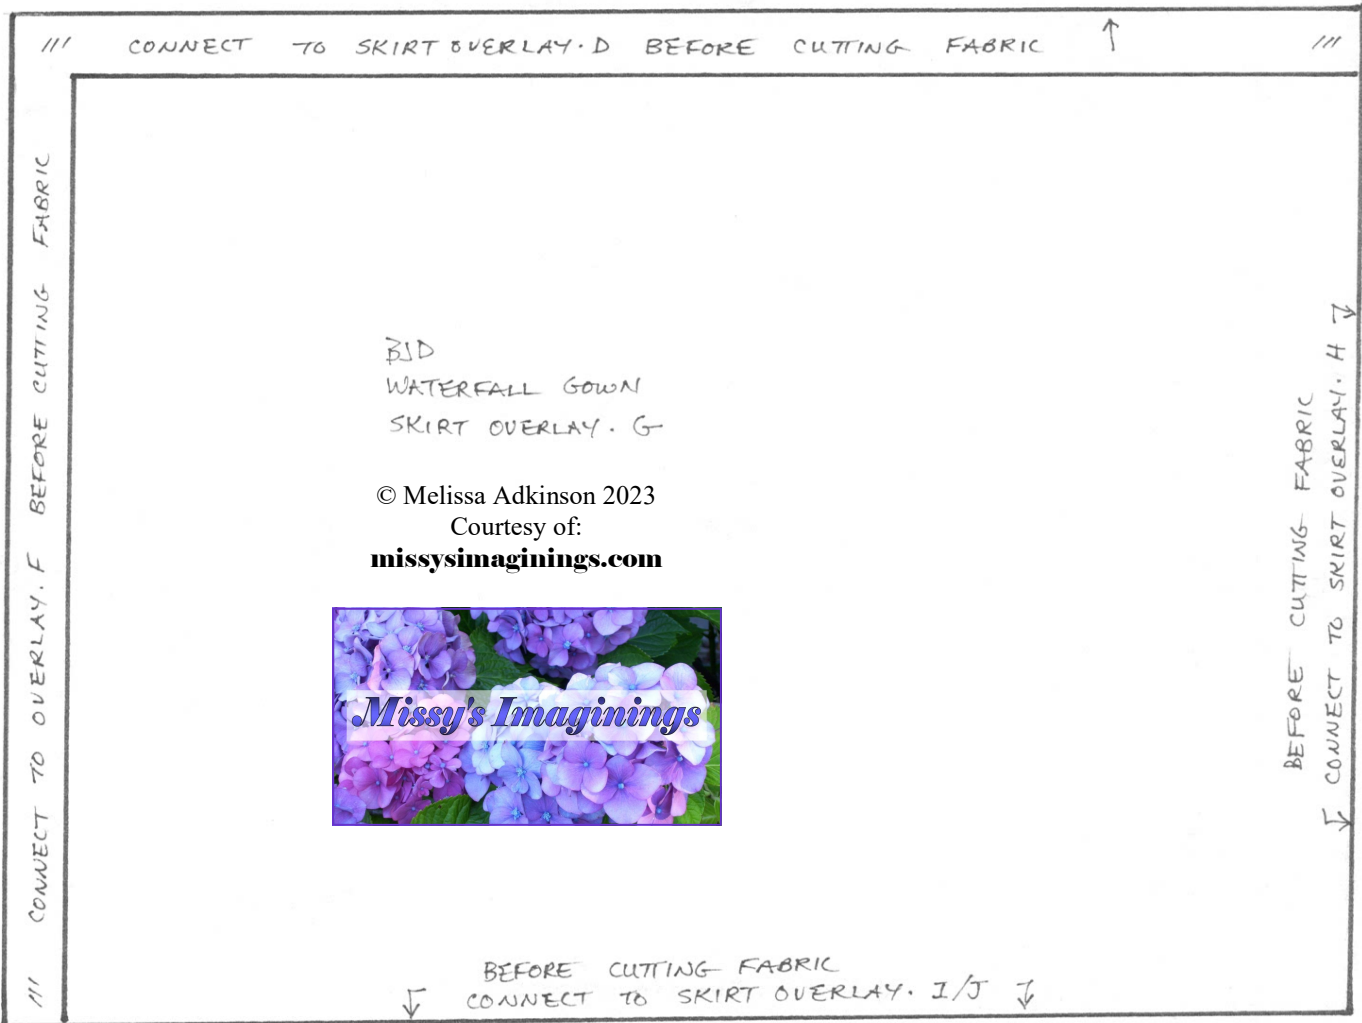 /// CONNECT TO SKIRT OVERLAY. D BEFORE CUTTING FABRIC ↑ ///
/// CONNECT TO OVERLAY. F BEFORE CUTTING FABRIC
BJD
WATERFALL GOWN
SKIRT OVERLAY. G
© Melissa Adkinson 2023
Courtesy of:
missysimaginings.com
Missy's Imaginings
BEFORE CUTTING FABRIC
CONNECT TO SKIRT OVERLAY. H
BEFORE CUTTING FABRIC
CONNECT TO SKIRT OVERLAY. I/J